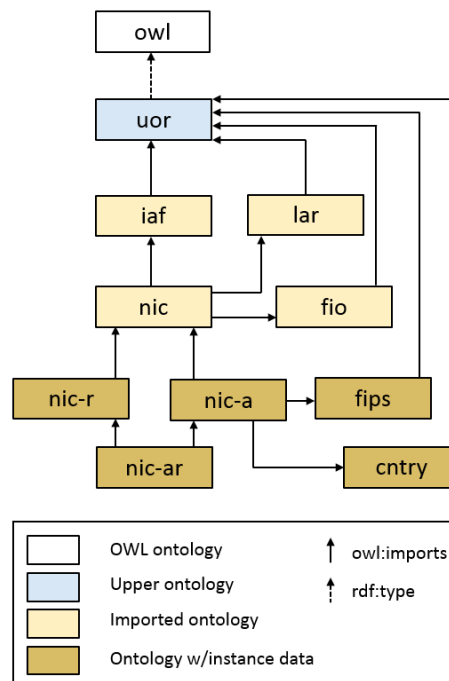 owl
uor
iaf
lar
nic
fio
nic-r
nic-a
fips
nic-ar
cntry
OWL ontology
owl:imports
Upper ontology
rdf:type
Imported ontology
Ontology w/instance data